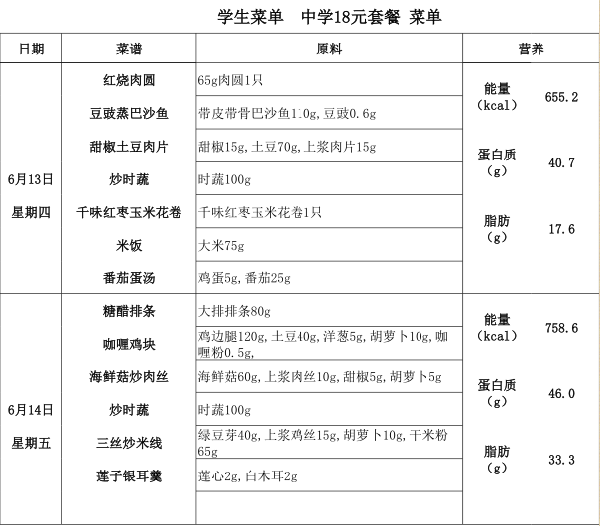 学生菜单 中学18元套餐 菜单
日期 菜谱 原料 营养
6月13日
星期四
红烧肉圆 65g肉圆1只
豆豉蒸巴沙鱼 带皮带骨巴沙鱼110g,豆豉0.6g
甜椒土豆肉片 甜椒15g,土豆70g,上浆肉片15g
炒时蔬 时蔬100g
千味红枣玉米花卷 千味红枣玉米花卷1只
米饭 大米75g
番茄蛋汤 鸡蛋5g,番茄25g
能量
(kcal) 655.2
蛋白质
(g) 40.7
脂肪
(g) 17.6
6月14日
星期五
糖醋排条 大排排条80g
咖喱鸡块 鸡边腿120g,土豆40g,洋葱5g,胡萝卜10g,咖
喱粉0.5g,
海鲜菇炒肉丝 海鲜菇60g,上浆肉丝10g,甜椒5g,胡萝卜5g
炒时蔬 时蔬100g
三丝炒米线 绿豆芽40g,上浆鸡丝15g,胡萝卜10g,干米粉
65g
莲子银耳羹 莲心2g,白木耳2g
能量
(kcal) 758.6
蛋白质
(g) 46.0
脂肪
(g) 33.3